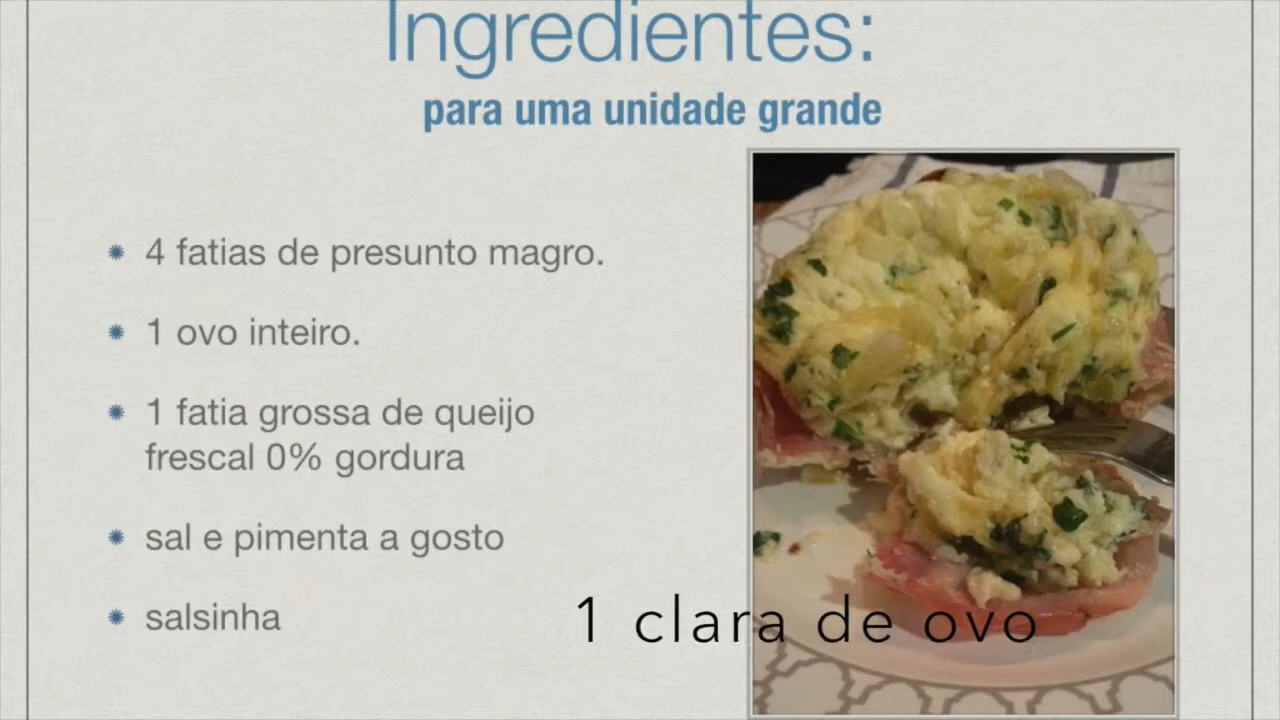 Ingredientes:
para uma unidade grande
4 fatias de presunto magro.
1 ovo inteiro.
1 fatia grossa de queijo
frescal 0% gordura
sal e pimenta a gosto
salsinha
1 clara de ovo